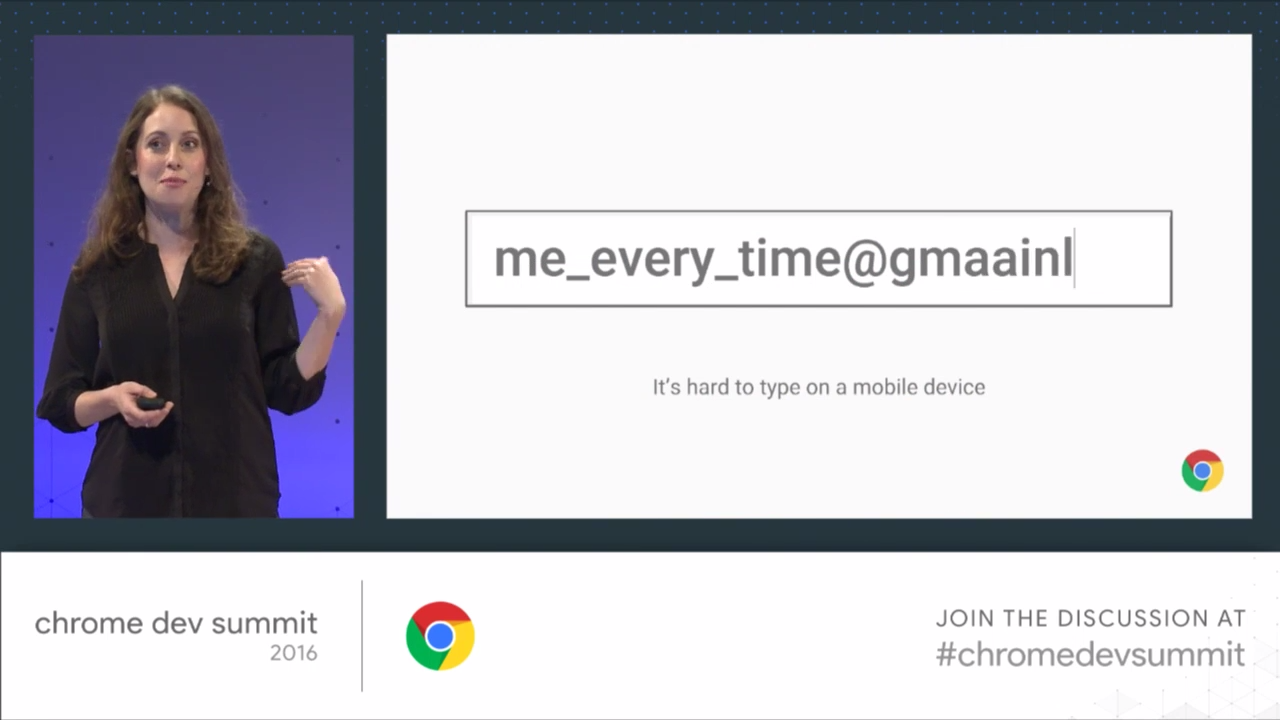 me_every_time@gmaainl
It's hard to type on a mobile device
chrome dev summit
2016
JOIN THE DISCUSSION AT
#chromedevsummit